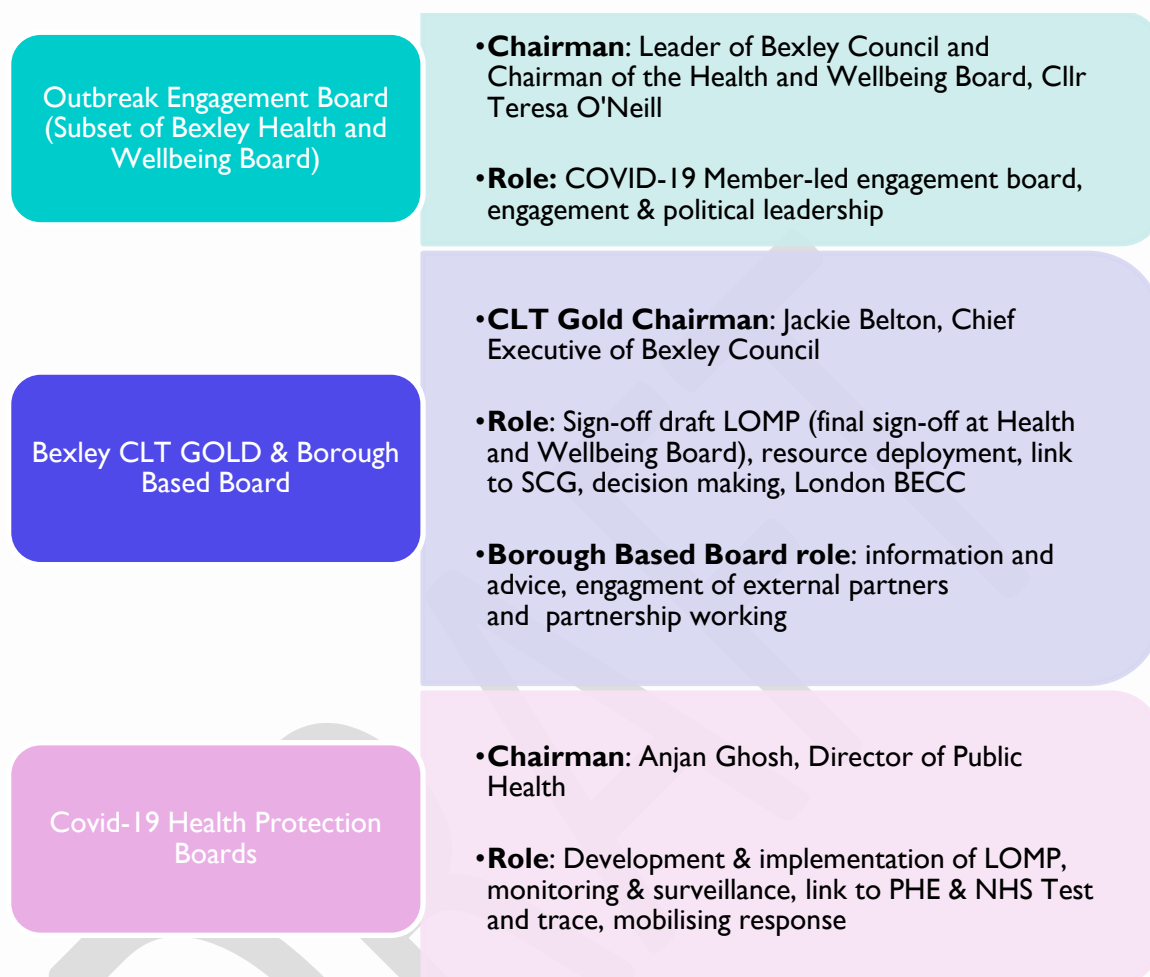 Outbreak Engagement Board
(Subset of Bexley Health and
Wellbeing Board)
•Chairman: Leader of Bexley Council and
Chairman of the Health and Wellbeing Board, Cllr
Teresa O'Neill
•Role: COVID-19 Member-led engagement board,
engagement & political leadership
Bexley CLT GOLD & Borough
Based Board
•CLT Gold Chairman: Jackie Belton, Chief
Executive of Bexley Council
•Role: Sign-off draft LOMP (final sign-off at Health
and Wellbeing Board), resource deployment, link
to SCG, decision making, London BECC
•Borough Based Board role: information and
advice, engagment of external partners
and  partnership working
Covid-19 Health Protection
Boards
•Chairman: Anjan Ghosh, Director of Public
Health
•Role: Development & implementation of LOMP,
monitoring & surveillance, link to PHE & NHS Test
and trace, mobilising response
DRAFT